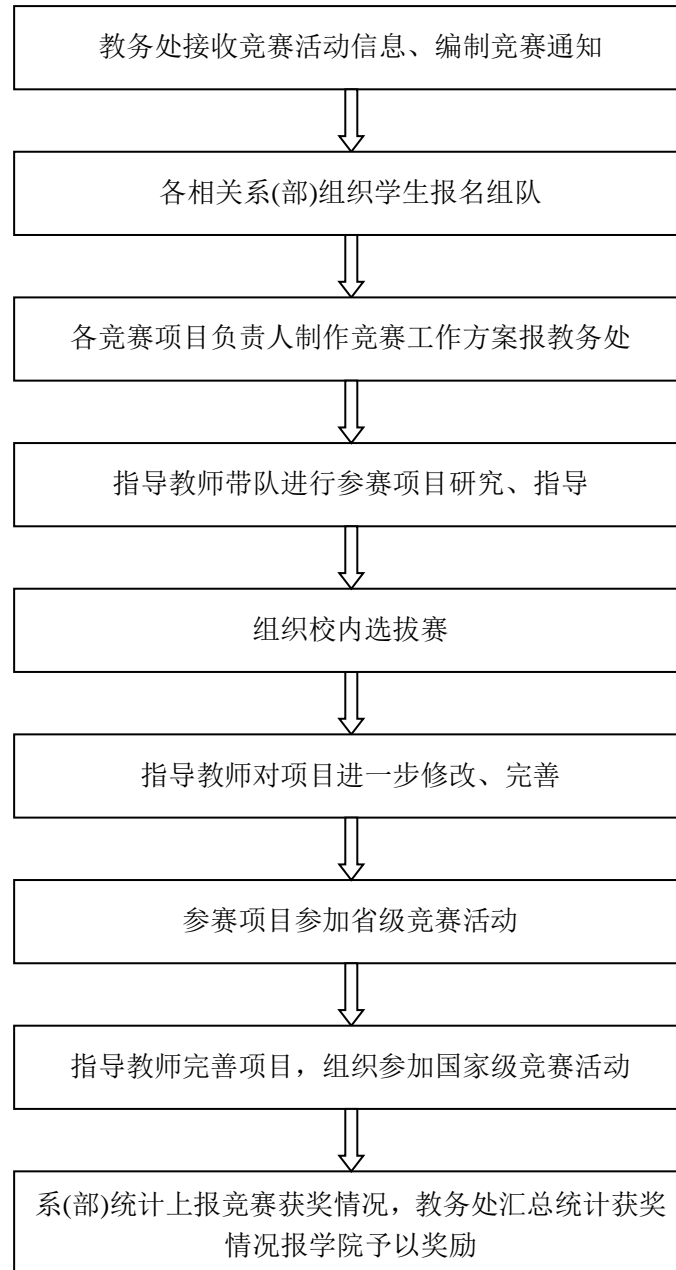 教务处接收竞赛活动信息、编制竞赛通知
各相关系(部)组织学生报名组队
各竞赛项目负责人制作竞赛工作方案报教务处
指导教师带队进行参赛项目研究、指导
组织校内选拔赛
指导教师对项目进一步修改、完善
参赛项目参加省级竞赛活动
指导教师完善项目，组织参加国家级竞赛活动
系(部)统计上报竞赛获奖情况，教务处汇总统计获奖
情况报学院予以奖励